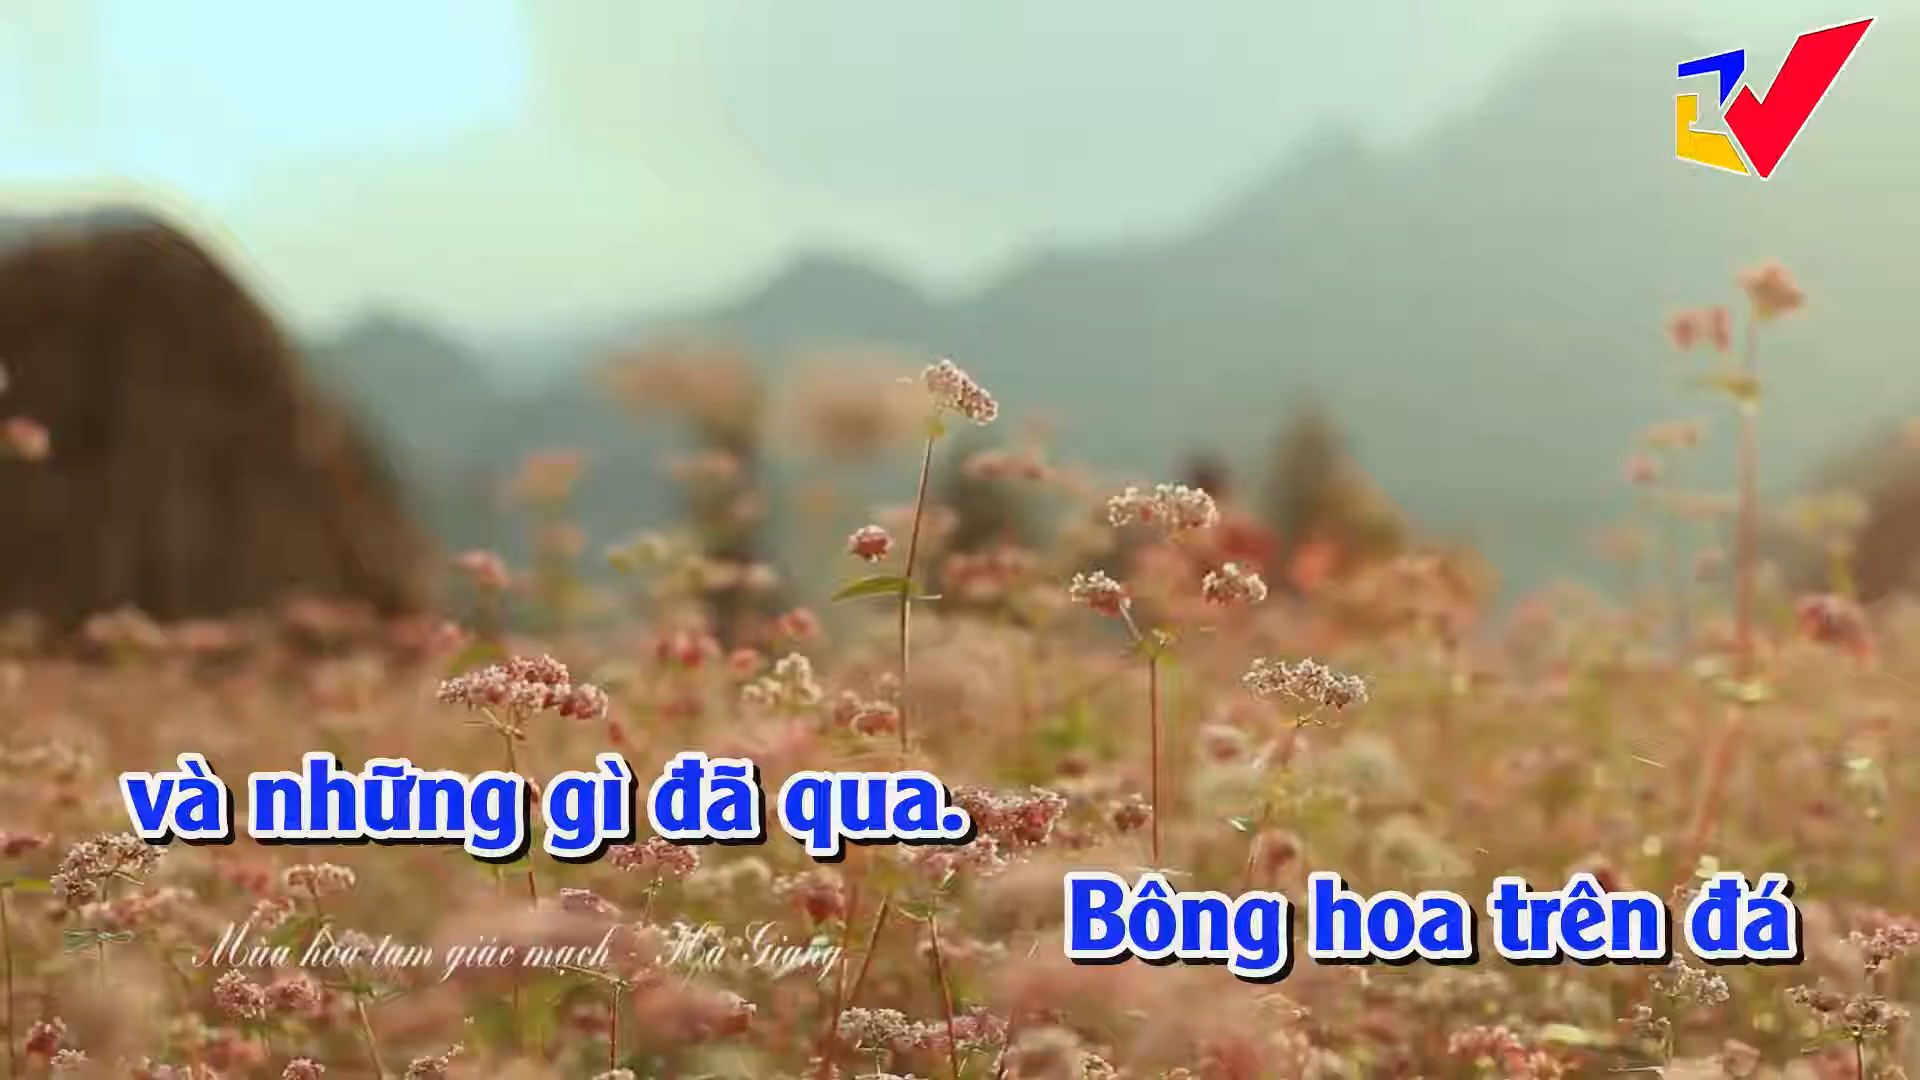 và những gì đã qua.
Bông hoa trên đá
Mùa hoa tam giác mạch - Hà Giang